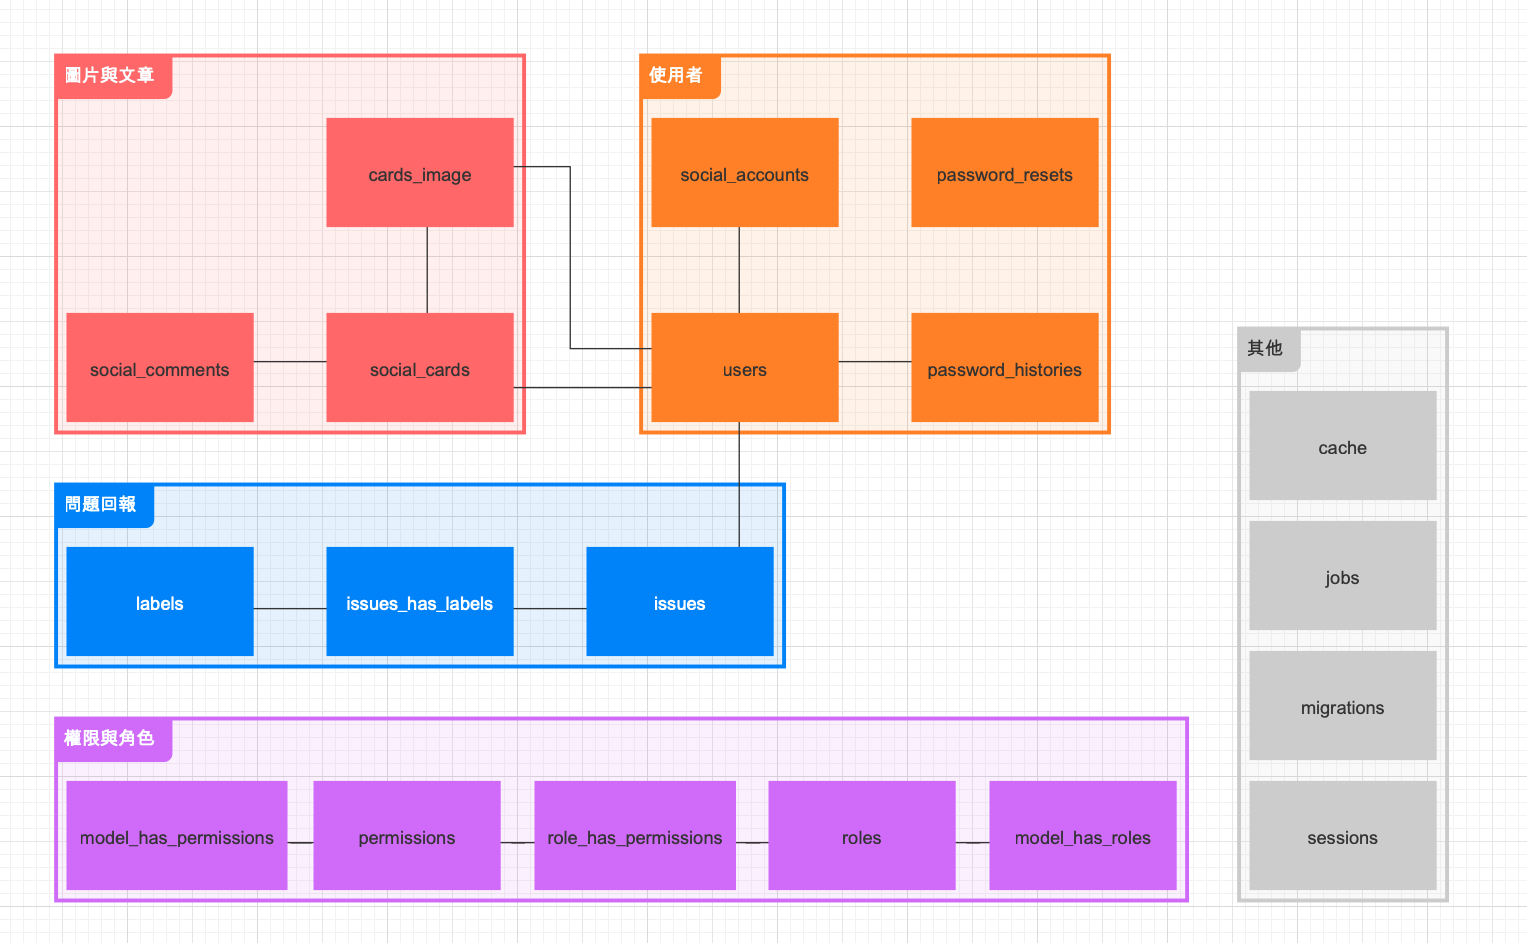 圖片與文章
cards_image
social_comments
social_cards
使用者
social_accounts
password_resets
users
password_histories
問題回報
labels
issues_has_labels
issues
權限與角色
model_has_permissions
permissions
role_has_permissions
roles
model_has_roles
其他
cache
jobs
migrations
sessions